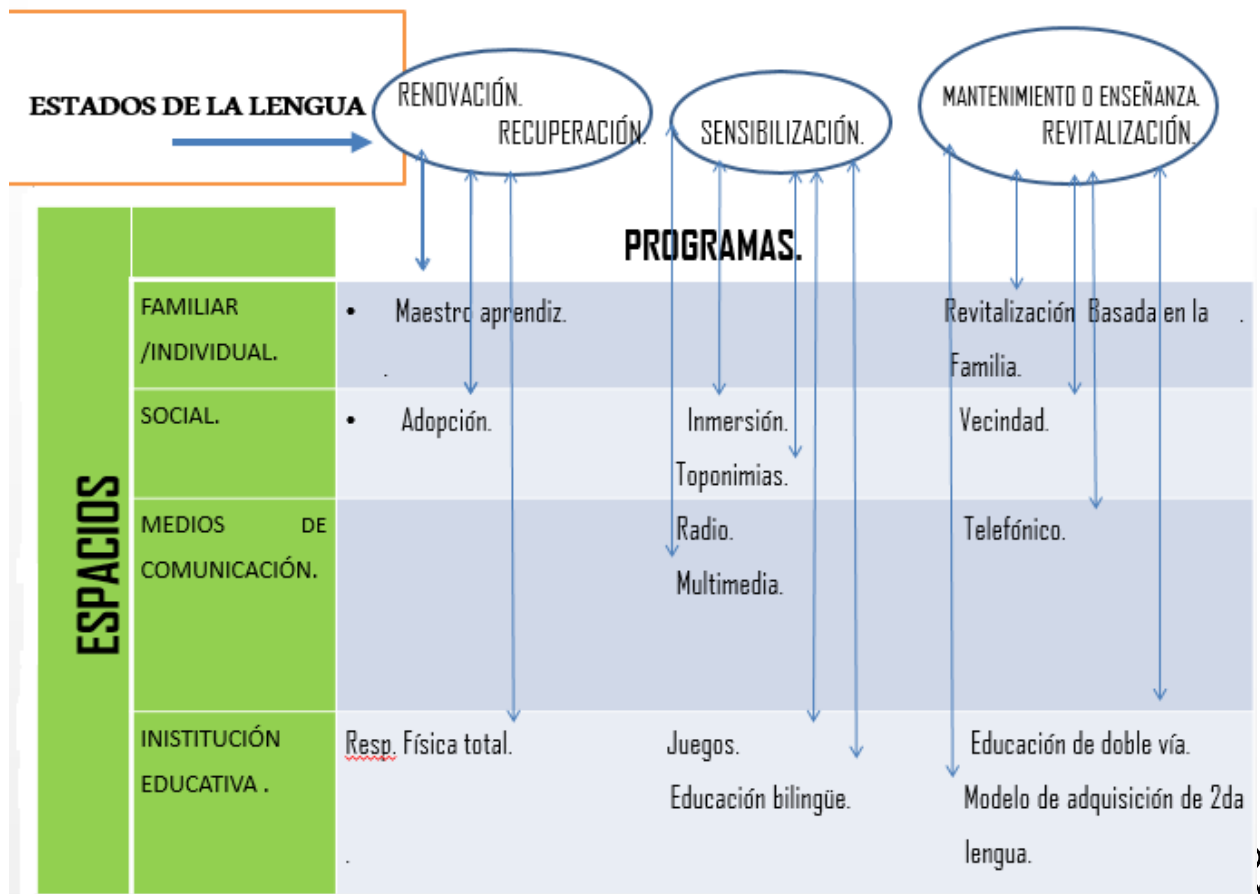 ESTADOS DE LA LENGUA
RENOVACIÓN.
RECUPERACIÓN.
SENSIBILIZACIÓN.
MANTENIMIENTO O ENSEÑANZA.
REVITALIZACIÓN.
PROGRAMAS.
ESPACIOS
FAMILIAR
/INDIVIDUAL.
• Maestro aprendiz.
.
Revitalización Basada en la .
Familia.
SOCIAL.
• Adopción.
Inmersión.
Toponimias.
Vecindad.
MEDIOS DE
COMUNICACIÓN.
Radio.
Multimedia.
Telefónico.
INISTITUCIÓN
EDUCATIVA .
Resp. Física total.
.
Juegos.
Educación bilingüe.
Educación de doble vía.
Modelo de adquisición de 2da
lengua.